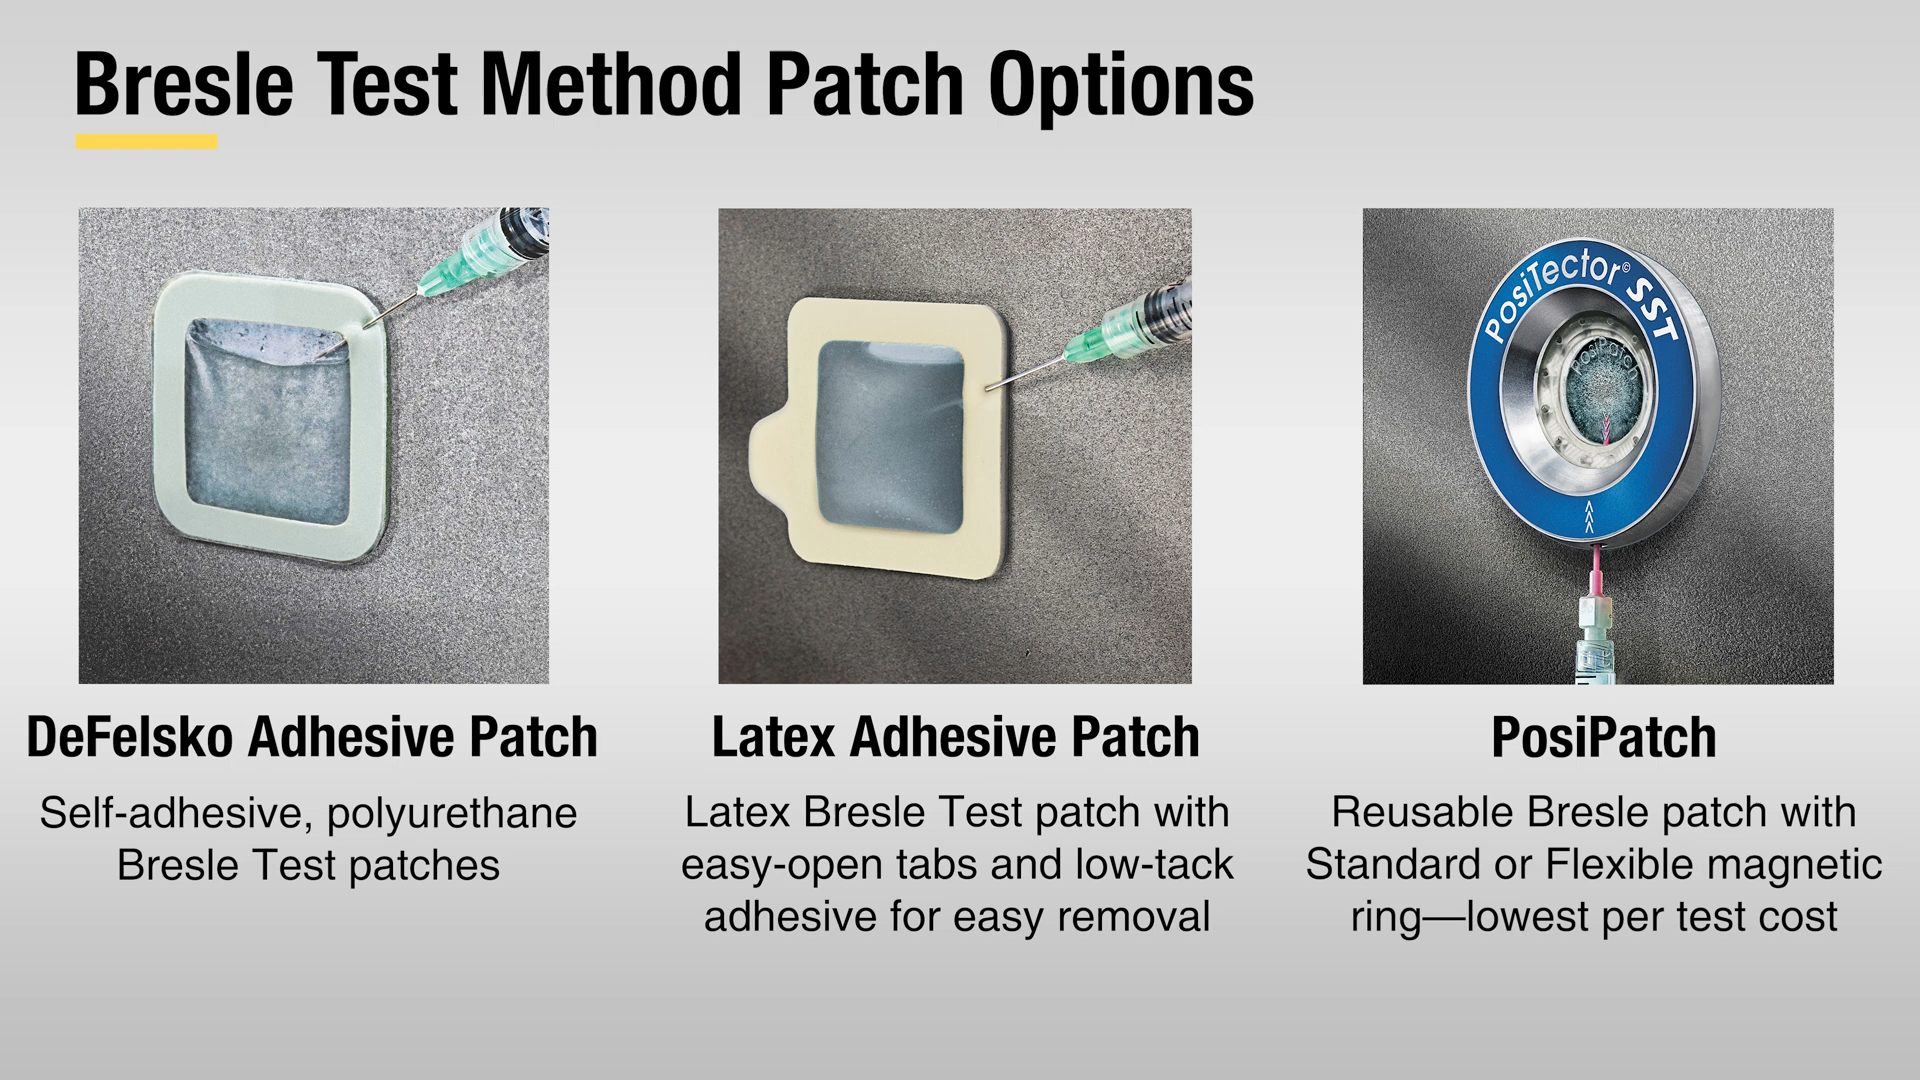 Bresle Test Method Patch Options
PosiTector© SST
PosiPatch
DeFelsko Adhesive Patch
Self-adhesive, polyurethane
Bresle Test patches
Latex Adhesive Patch
Latex Bresle Test patch with
easy-open tabs and low-tack
adhesive for easy removal
PosiPatch
Reusable Bresle patch with
Standard or Flexible magnetic
ring—lowest per test cost